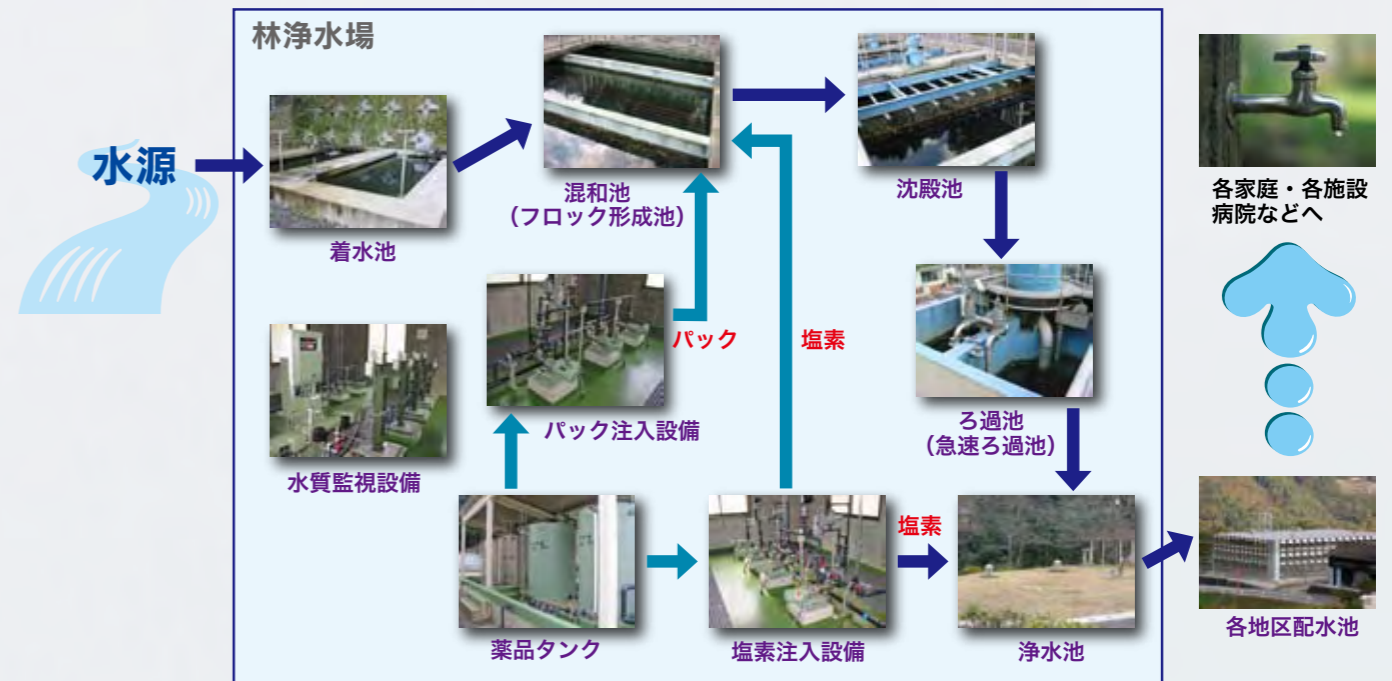 林浄水場
水源
着水池
混和池
（フロック形成池）
沈殿池
各家庭・各施設
病院などへ
パック
塩素
パック注入設備
水質監視設備
ろ過池
（急速ろ過池）
薬品タンク
塩素注入設備
塩素
浄水池
各地区配水池